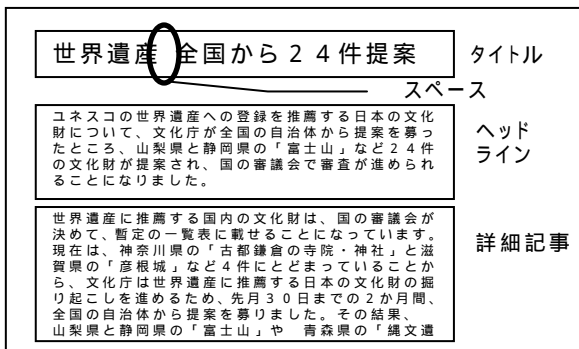 世界遺産 全国から２４件提案
タイトル
スペース
ユネスコの世界遺産への登録を推薦する日本の文化
財について、文化庁が全国の自治体から提案を募っ
たところ、山梨県と静岡県の「富士山」など２４件
の文化財が提案され、国の審議会で審査が進められ
ることになりました。
ヘッド
ライン
世界遺産に推薦する国内の文化財は、国の審議会が
決めて、暫定の一覧表に載せることになっています。
現在は、神奈川県の「古都鎌倉の寺院・神社」と滋
賀県の「彦根城」など４件にとどまっていることか
ら、文化庁は世界遺産に推薦する日本の文化財の掘
り起こしを進めるため、先月３０日までの２か月間、
全国の自治体から提案を募りました。その結果、
山梨県と静岡県の「富士山」や 青森県の「縄文遺
詳細記事